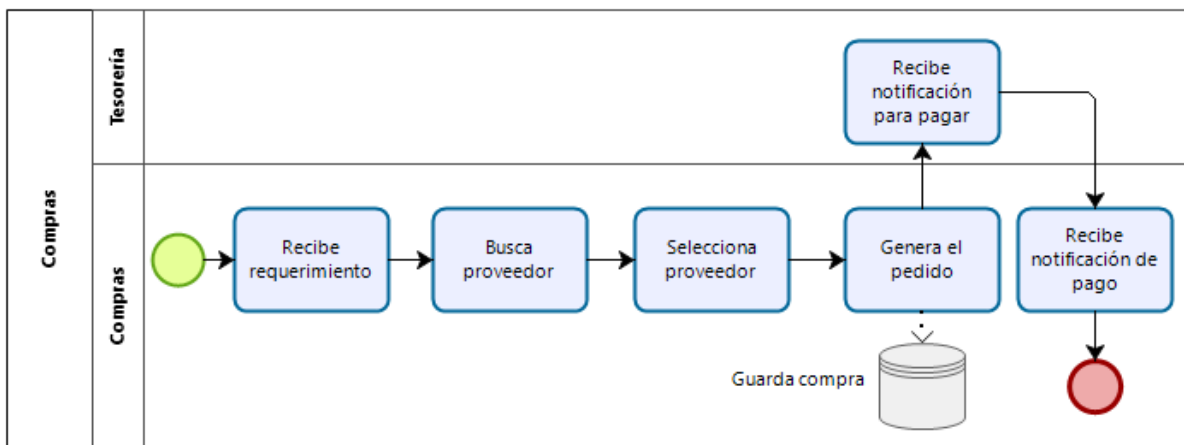 Compras
Tesorería
Compras
Recibe
notificación
para pagar
Recibe
requerimiento
Busca
proveedor
Selecciona
proveedor
Genera el
pedido
Recibe
notificación de
pago
Guarda compra